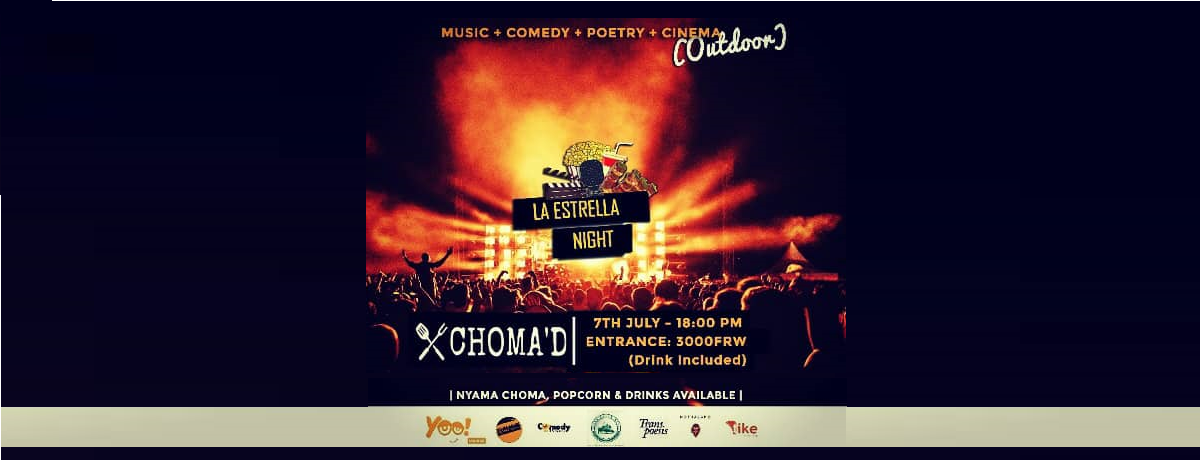 MUSIC + COMEDY + POETRY + CINEMA
(Outdoor)
LA ESTRELLA
NIGHT
CHOMA'D
7TH JULY - 18:00 PM
ENTRANCE: 3000FRW
(Drink Included)
| NYAMA CHOMA, POPCORN & DRINKS AVAILABLE |
Yoo!
Comedy
Trans
poetis
ike